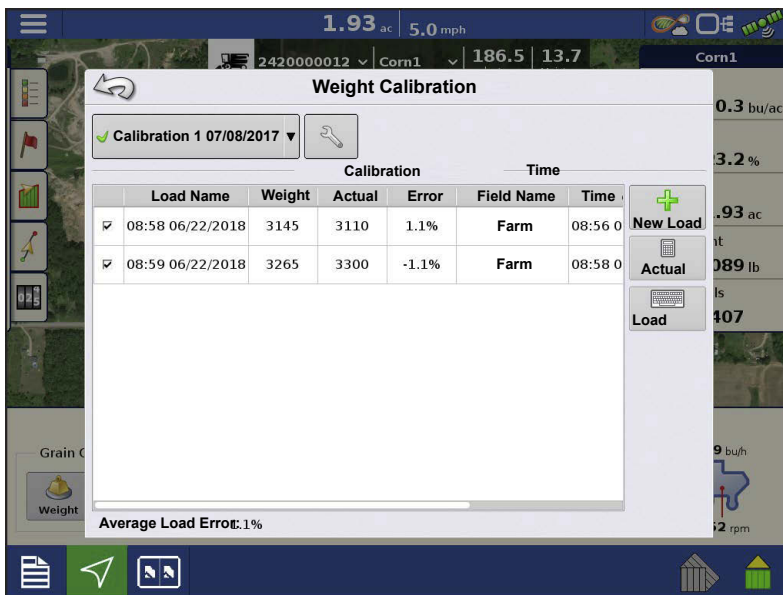 1.93 ac 5.0 mph
2420000012 Corn1 186.5 13.7 Corn1
Weight Calibration
0.3 bu/ac
Calibration 1 07/08/2017
3.2 %
Calibration Time
Load Name Weight Actual Error Field Name Time
08:58 06/22/2018 3145 3110 1.1% Farm 08:56 0
08:59 06/22/2018 3265 3300 -1.1% Farm 08:58 0
New Load
.93 ac
Actual
089 lb
Load
ls
407
025
Grain C
9 bu/h
Weight
Average Load Error: 1.1%
52 rpm